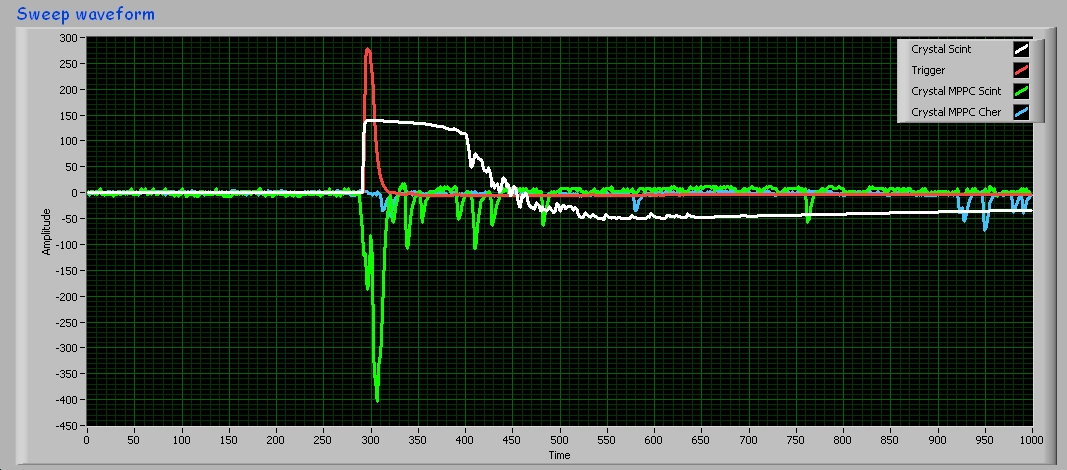 Sweep waveform
300
250
200
150
100
50
0
-50
-100
-150
-200
-250
-300
-350
-400
-450
Amplitude
0 50 100 150 200 250 300 350 400 450 500 550 600 650 700 750 800 850 900 950 1000
Time
Crystal Scint
Trigger
Crystal MPPC Scint
Crystal MPPC Cher